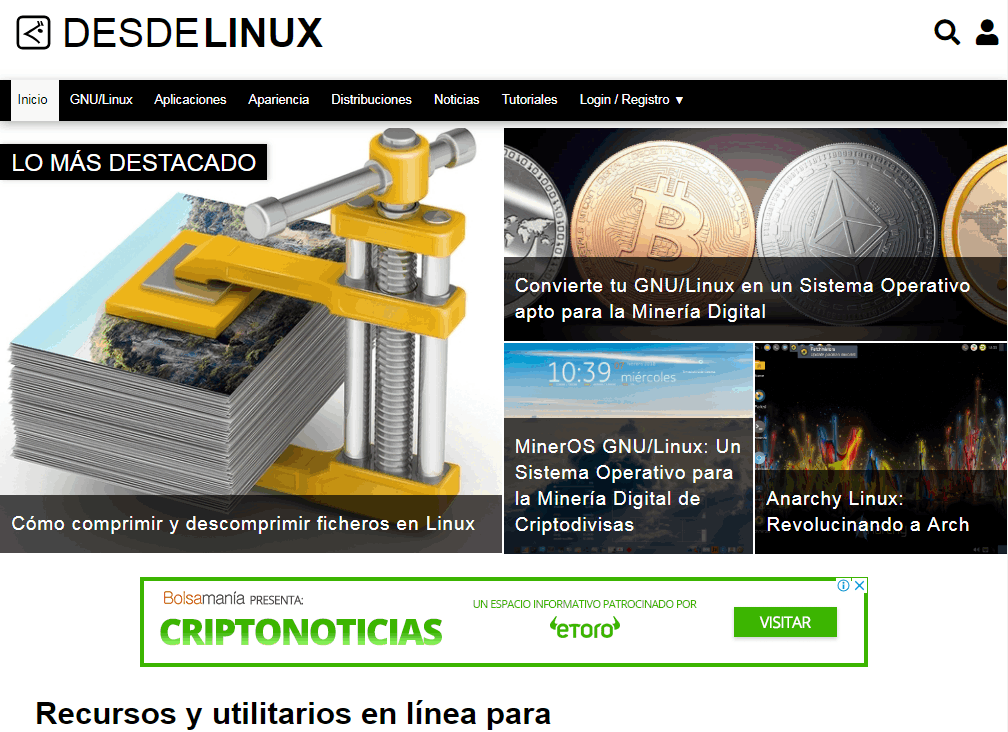 DESDELINUX
Inicio GNU/Linux Aplicaciones Apariencia Distribuciones Noticias Tutoriales Login / Registro ▼
LO MÁS DESTACADO
Cómo comprimir y descomprimir ficheros en Linux
Convierte tu GNU/Linux en un Sistema Operativo
apto para la Minería Digital
10:39
miércoles
MinerOS GNU/Linux: Un
Sistema Operativo para
la Minería Digital de
Criptodivisas
Anarchy Linux:
Revolucinando a Arch
Bolsamanía PRESENTA:
CRIPTONOTICIAS
UN ESPACIO INFORMATIVO PATROCINADO POR
eToro
VISITAR
Recursos y utilitarios en línea para